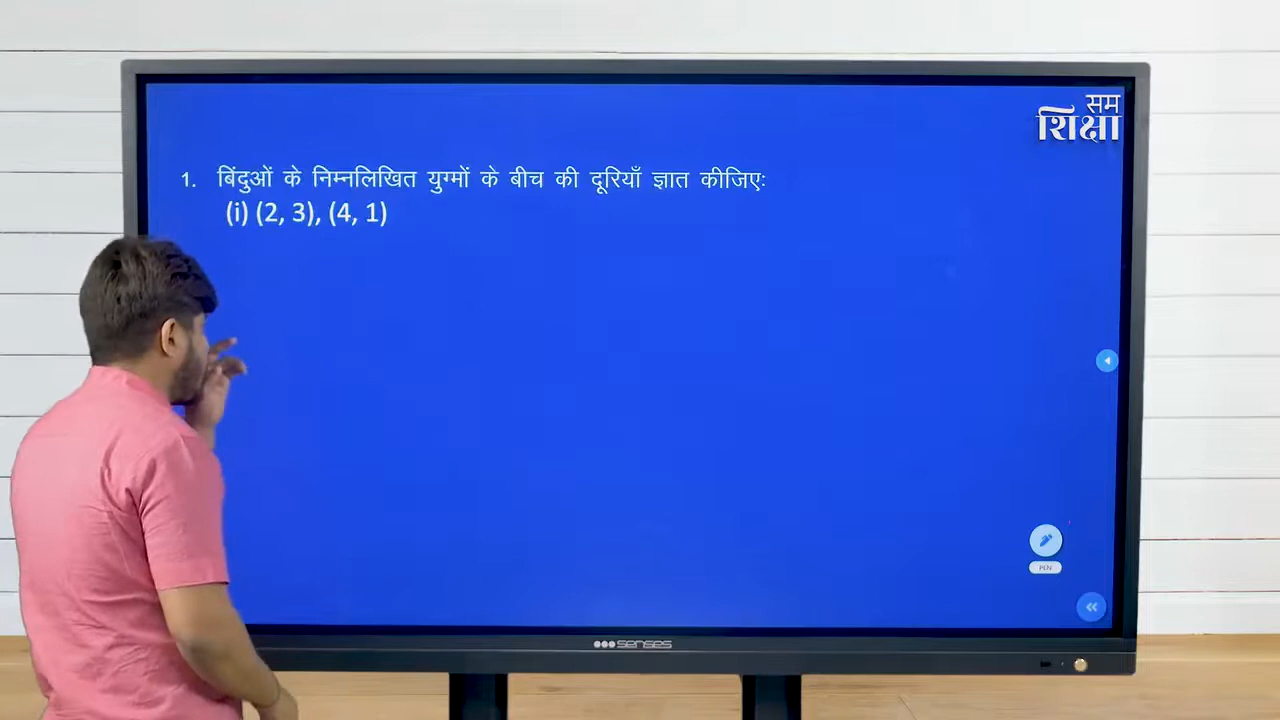 सम
शिक्षा
1. बिंदुओं के निम्नलिखित युग्मों के बीच की दूरियाँ ज्ञात कीजिए:
(i) (2, 3), (4, 1)
PEN
senses